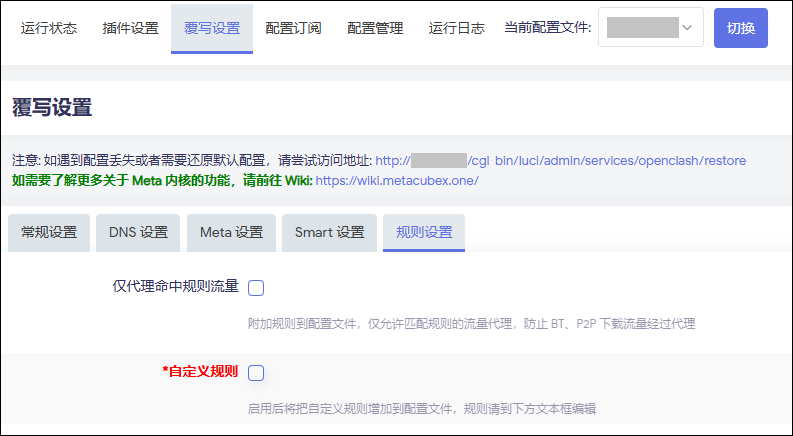 运行状态 插件设置 覆写设置 配置订阅 配置管理 运行日志 当前配置文件: 切换
覆写设置
注意: 如遇到配置丢失或者需要还原默认配置，请尝试访问地址: http:// /cgi-bin/luci/admin/services/openclash/restore
如需要了解更多关于 Meta 内核的功能，请前往 Wiki: https://wiki.metacubex.one/
常规设置 DNS 设置 Meta 设置 Smart 设置 规则设置
仅代理命中规则流量
附加规则到配置文件，仅允许匹配规则的流量代理，防止 BT、P2P 下载流量经过代理
*自定义规则
启用后将把自定义规则增加到配置文件，规则请到下方文本框编辑